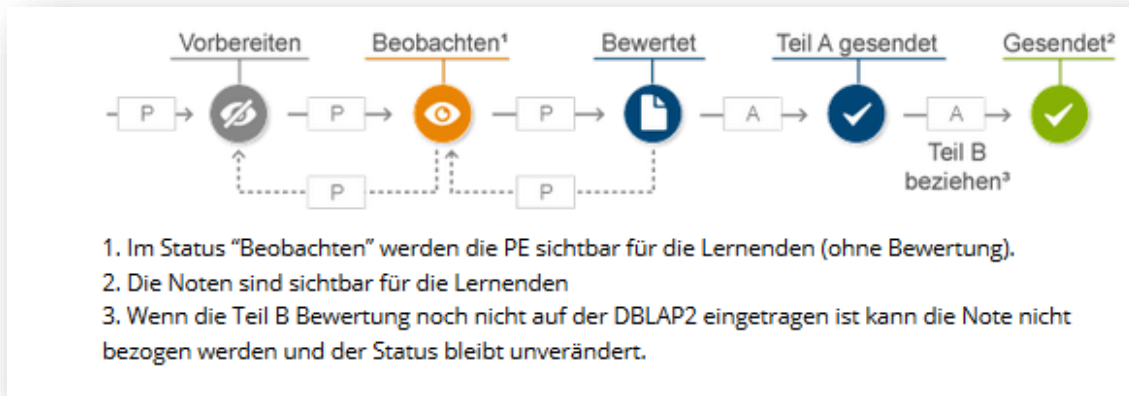 Vorbereiten Beobachten¹ Bewertet Teil A gesendet Gesendet²
P P P A A
Teil B
beziehen³
P P
1. Im Status “Beobachten” werden die PE sichtbar für die Lernenden (ohne Bewertung).
2. Die Noten sind sichtbar für die Lernenden
3. Wenn die Teil B Bewertung noch nicht auf der DBLAP2 eingetragen ist kann die Note nicht
bezogen werden und der Status bleibt unverändert.